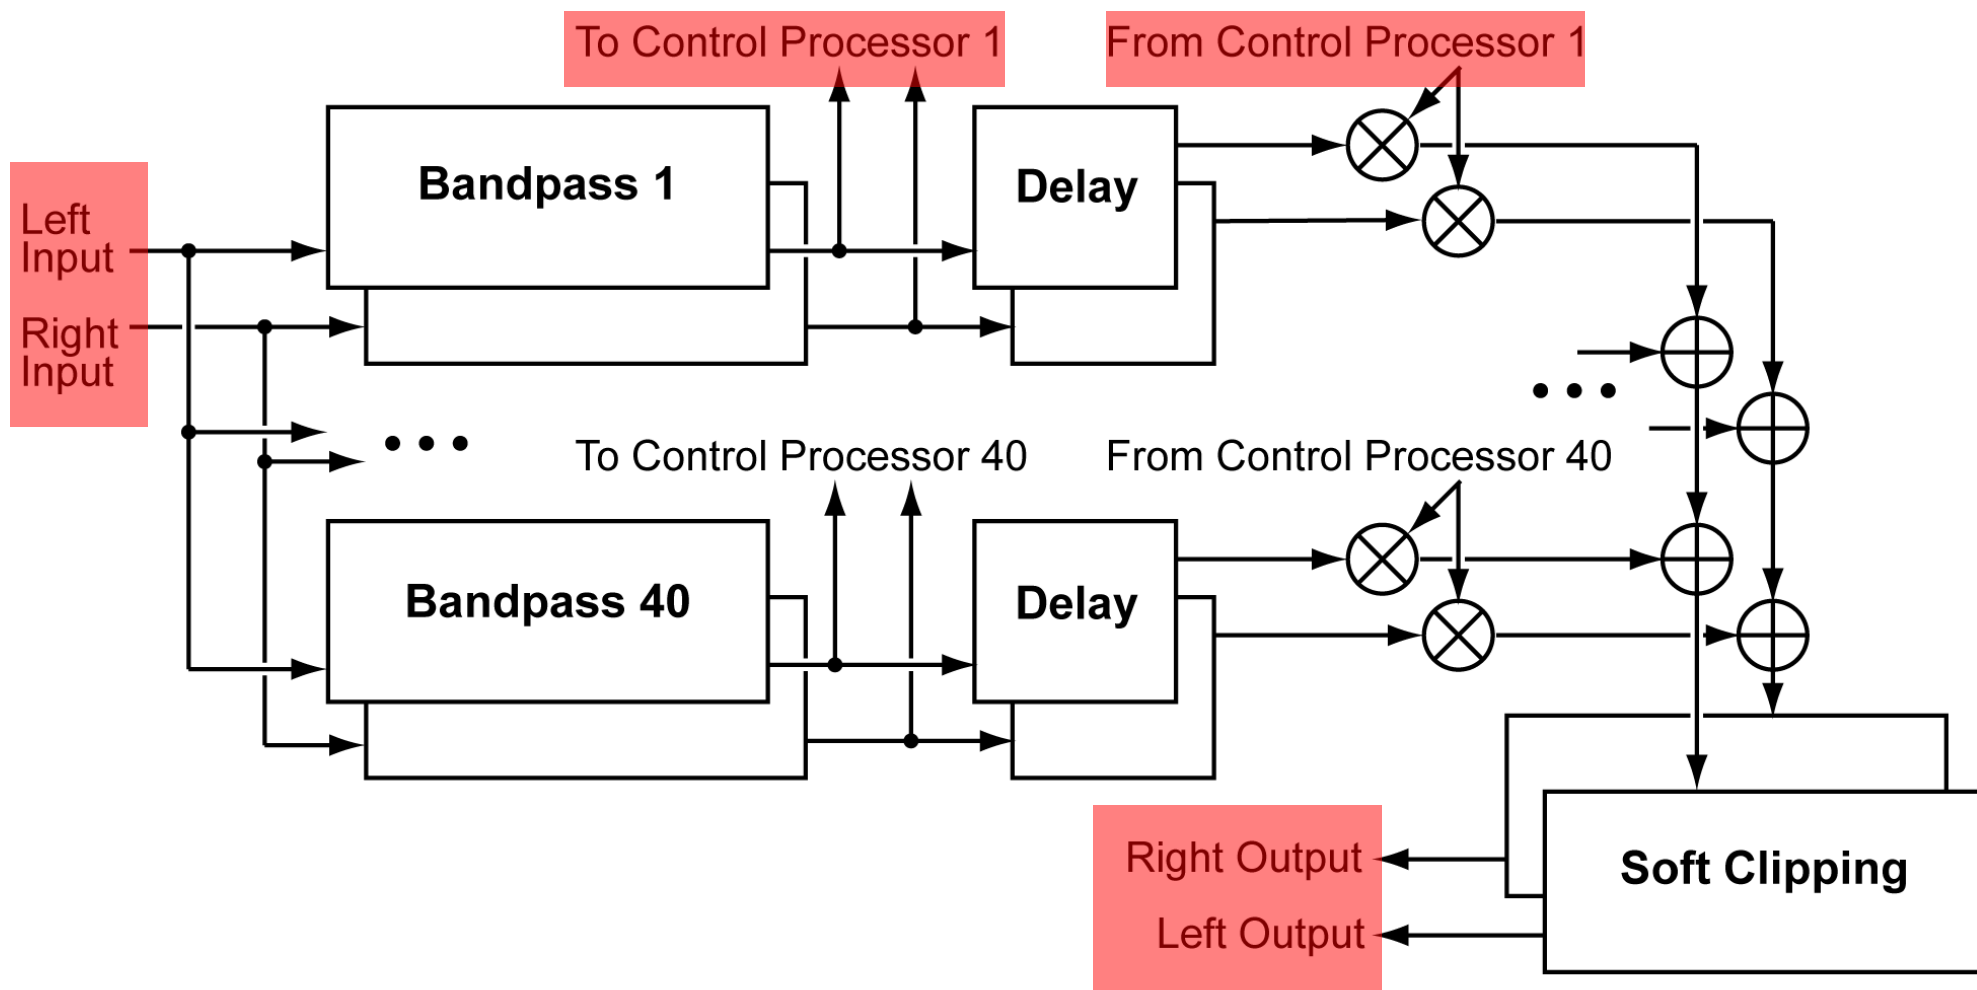 To Control Processor 1
From Control Processor 1
Bandpass 1
Delay
Left
Input
Right
Input
To Control Processor 40
From Control Processor 40
Bandpass 40
Delay
Right Output
Left Output
Soft Clipping